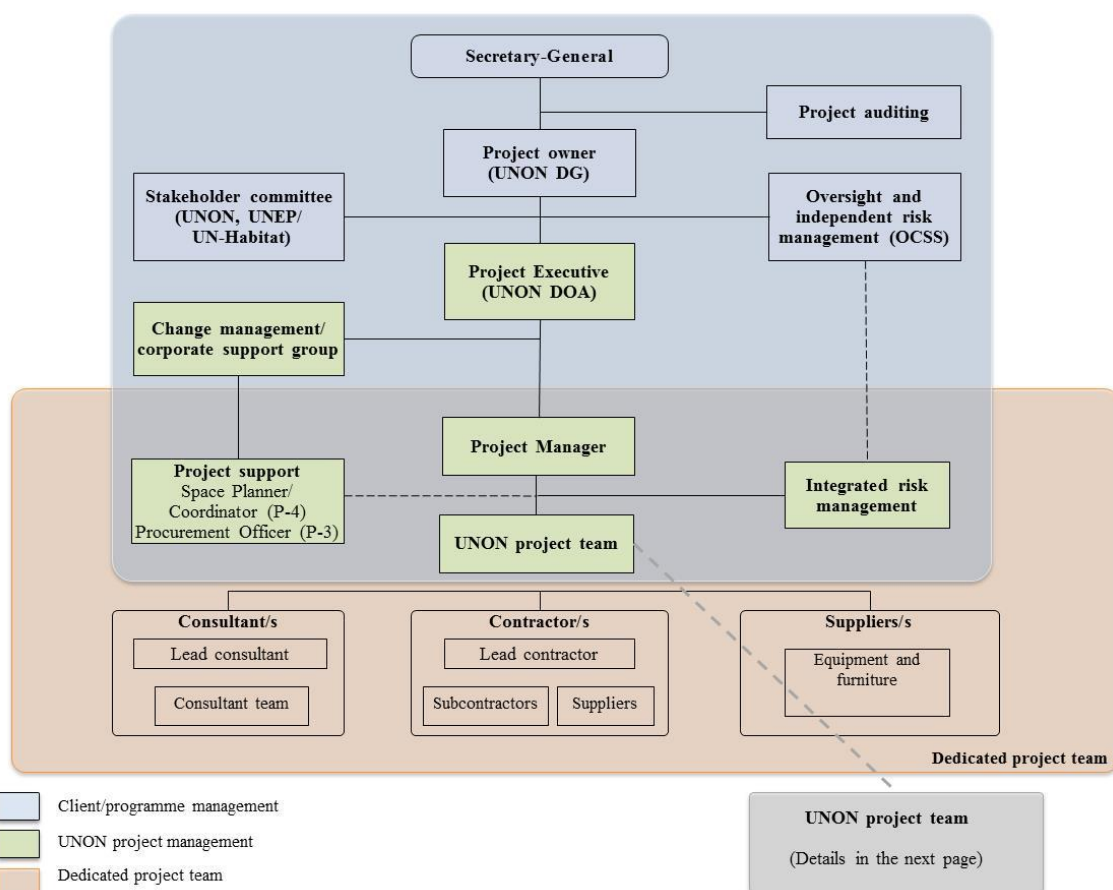 Secretary-General
Project auditing
Project owner
(UNON DG)
Stakeholder committee
(UNON, UNEP/
UN-Habitat)
Oversight and
independent risk
management (OCSS)
Project Executive
(UNON DOA)
Change management/
corporate support group
Project Manager
Project support
Space Planner/
Coordinator (P-4)
Procurement Officer (P-3)
Integrated risk
management
UNON project team
Consultant/s
Lead consultant
Consultant team
Contractor/s
Lead contractor
Subcontractors
Suppliers
Suppliers/s
Equipment and
furniture
Dedicated project team
Client/programme management
UNON project management
Dedicated project team
UNON project team
(Details in the next page)